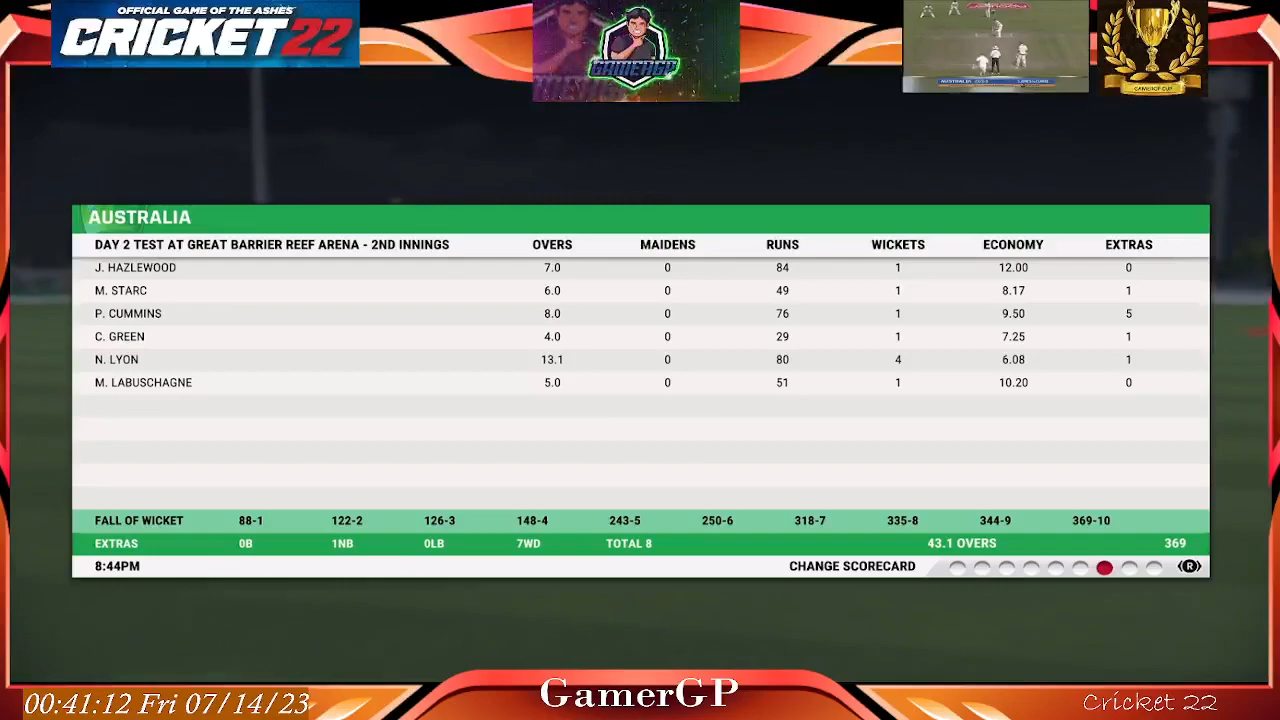 OFFICIAL GAME OF THE ASHES
CRICKET 22
GAMERGP
GAMERGP CUP
AUSTRALIA
DAY 2 TEST AT GREAT BARRIER REEF ARENA - 2ND INNINGS OVERS MAIDENS RUNS WICKETS ECONOMY EXTRAS
J. HAZLEWOOD 7.0 0 84 1 12.00 0
M. STARC 6.0 0 49 1 8.17 1
P. CUMMINS 8.0 0 76 1 9.50 5
C. GREEN 4.0 0 29 1 7.25 1
N. LYON 13.1 0 80 4 6.08 1
M. LABUSCHAGNE 5.0 0 51 1 10.20 0
FALL OF WICKET 88-1 122-2 126-3 148-4 243-5 250-6 318-7 335-8 344-9 369-10
EXTRAS 0B 1NB 0LB 7WD TOTAL 8 43.1 OVERS 369
8:44PM CHANGE SCORECARD R
00:41:12 Fri 07/14/23 GamerGP Cricket 22